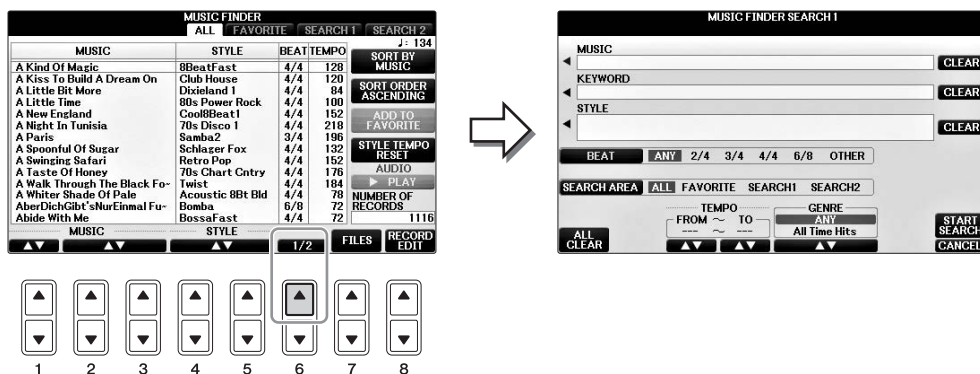 MUSIC FINDER
ALL FAVORITE SEARCH 1 SEARCH 2
MUSIC STYLE BEAT TEMPO
♩: 134
A Kind Of Magic 8BeatFast 4/4 128
A Kiss To Build A Dream On Club House 4/4 120
A Little Bit More Dixieland 1 4/4 84
A Little Time 80s Power Rock 4/4 100
A New England Cool8Beat1 4/4 152
A Night In Tunisia 70s Disco 1 4/4 218
A Paris Samba2 3/4 196
A Spoonful Of Sugar Schlager Fox 4/4 132
A Swinging Safari Retro Pop 4/4 152
A Taste Of Honey 70s Chart Cntry 4/4 176
A Walk Through The Black Fo~ Twist 4/4 184
A Whiter Shade Of Pale Acoustic 8Bt Bld 4/4 78
AberDichGibt'sNurEinmal Fu~ Bomba 6/8 72
Abide With Me BossaFast 4/4 72
SORT BY
MUSIC
SORT ORDER
ASCENDING
ADD TO
FAVORITE
STYLE TEMPO
RESET
AUDIO
▶ PLAY
NUMBER OF
RECORDS
1116
MUSIC STYLE
▲▼ ▲▼ ▲▼ 1/2 FILES RECORD
EDIT
1 2 3 4 5 6 7 8
MUSIC FINDER SEARCH 1
MUSIC
CLEAR
KEYWORD
CLEAR
STYLE
CLEAR
BEAT ANY 2/4 3/4 4/4 6/8 OTHER
SEARCH AREA ALL FAVORITE SEARCH1 SEARCH2
TEMPO GENRE
FROM ~ TO ANY
--- ~ --- All Time Hits
ALL
CLEAR
▲▼ ▲▼ ▲▼
START
SEARCH
CANCEL